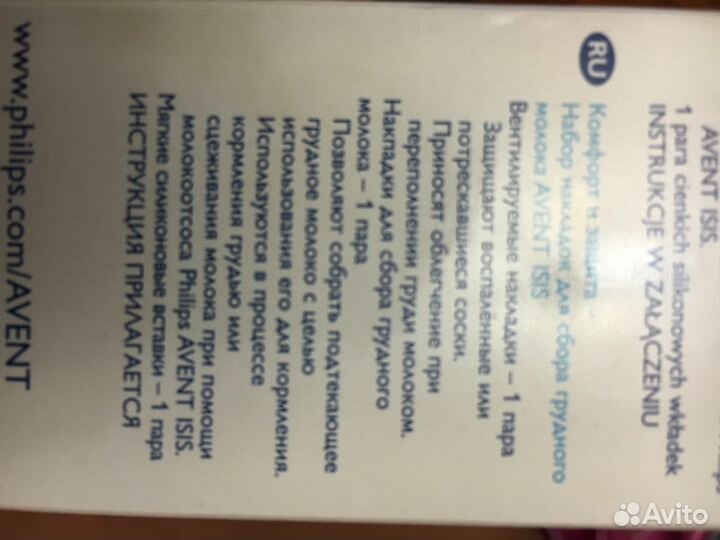 AVENT ISIS.
1 para cienkich silikonowych wkładek
INSTRUKCJE W ZAŁĄCZENIU
RU
Комфорт и защита –
Набор накладок для сбора грудного
молока AVENT ISIS
Вентилируемые накладки – 1 пара
Защищают воспалённые или
потрескавшиеся соски.
Приносят облегчение при
переполнении груди молоком.
Накладки для сбора грудного
молока – 1 пара
Позволяют собрать подтекающее
грудное молоко с целью
использования его для кормления.
Используются в процессе
кормления грудью или
сцеживания молока при помощи
молокоотсоса Philips AVENT ISIS.
Мягкие силиконовые вставки – 1 пара
ИНСТРУКЦИЯ ПРИЛАГАЕТСЯ
www.philips.com/AVENT
Avito